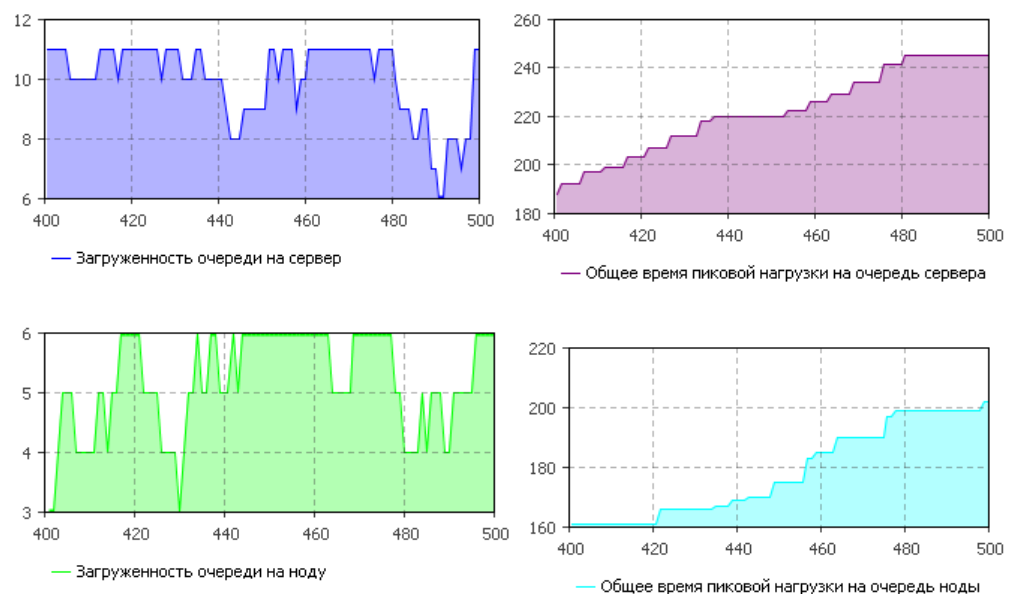 12
10
8
6
400 420 440 460 480 500
Загруженность очереди на сервер
260
240
220
200
180
400 420 440 460 480 500
Общее время пиковой нагрузки на очередь сервера
6
5
4
3
400 420 440 460 480 500
Загруженность очереди на ноду
220
200
180
160
400 420 440 460 480 500
Общее время пиковой нагрузки на очередь ноды